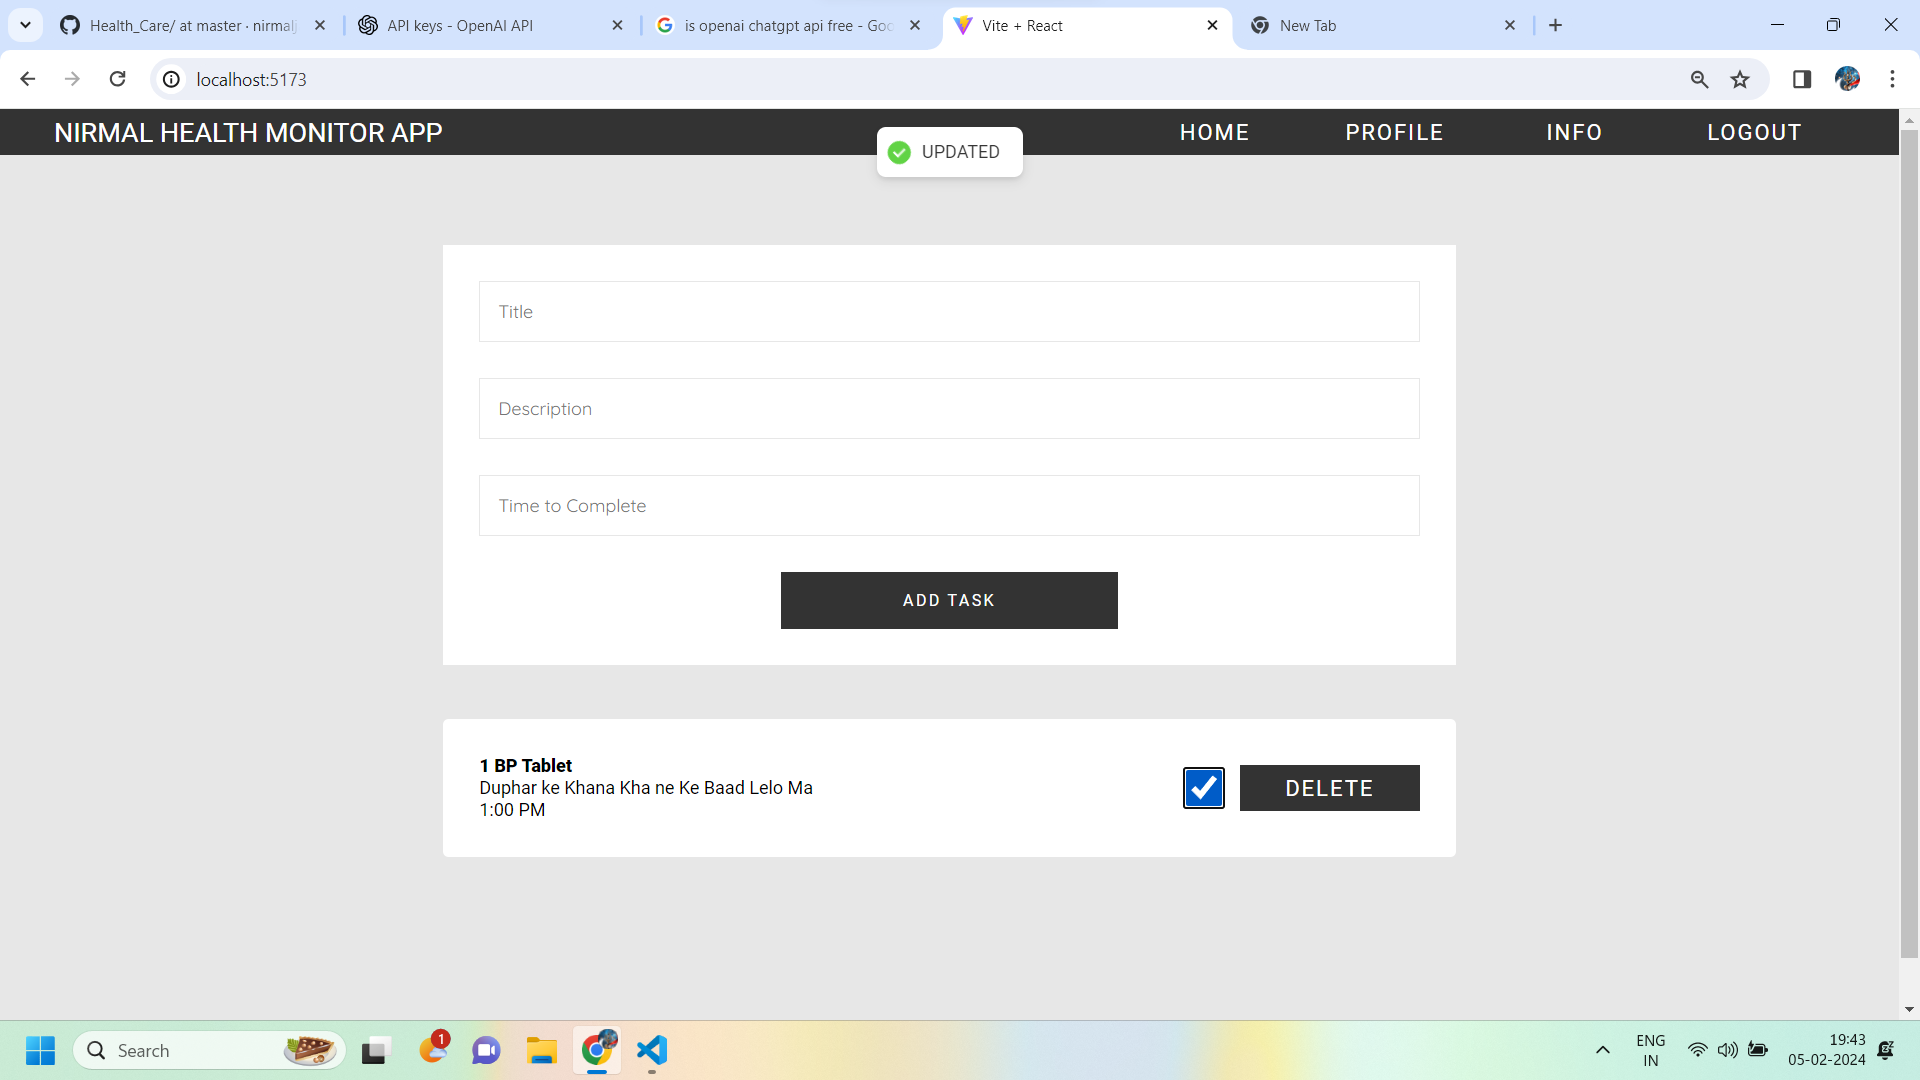 Health_Care/ at master · nirmalj
API keys - OpenAI API
is openai chatgpt api free - Goo
Vite + React
New Tab
localhost:5173
NIRMAL HEALTH MONITOR APP
HOME
PROFILE
INFO
LOGOUT
UPDATED
Title
Description
Time to Complete
ADD TASK
1 BP Tablet
Duphar ke Khana Kha ne Ke Baad Lelo Ma
1:00 PM
DELETE
Search
1
ENG
IN
19:43
05-02-2024